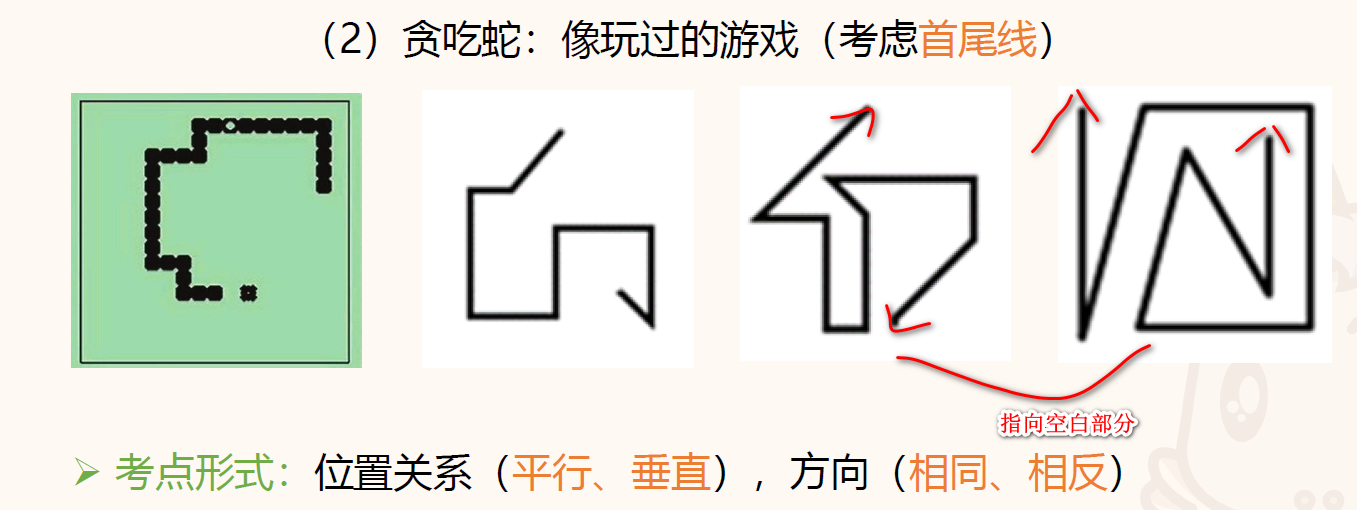 （2）贪吃蛇：像玩过的游戏（考虑首尾线）
指向空白部分
➢ 考点形式：位置关系（平行、垂直），方向（相同、相反）